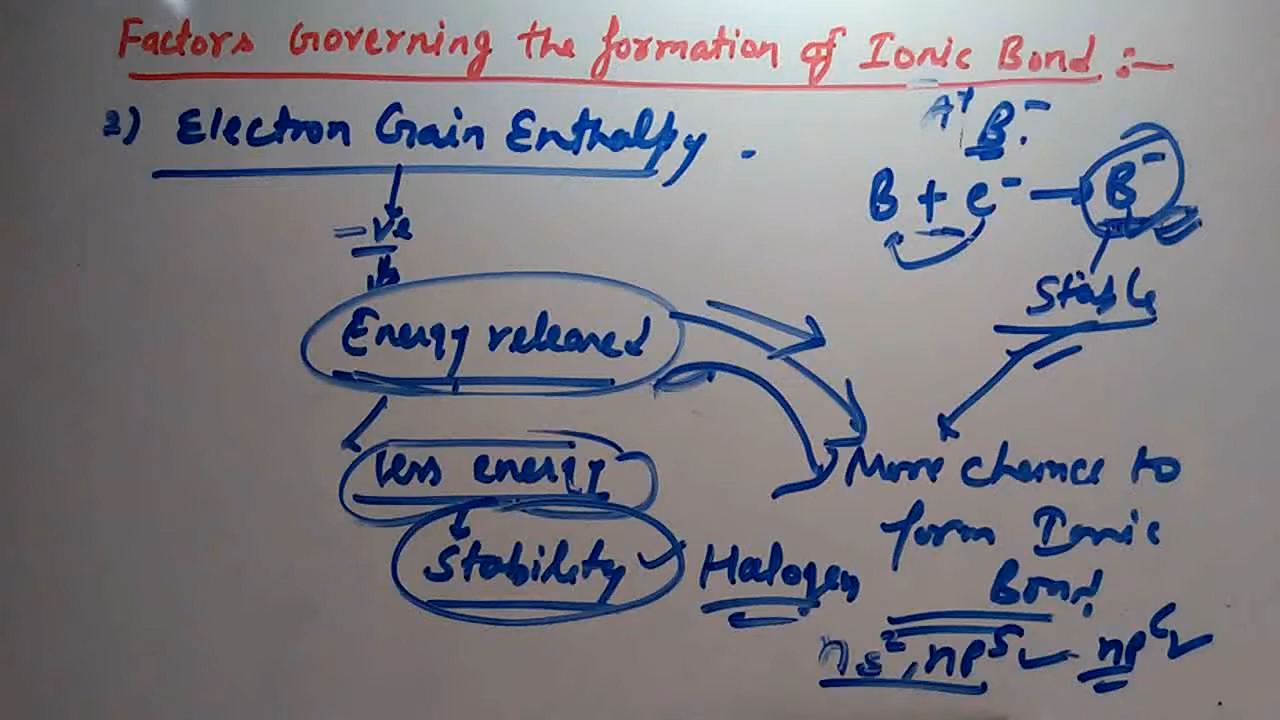 Factors Governing the formation of Ionic Bond :-
2) Electron Gain Enthalpy.
A+ B-.
B + e- → B-
-ve
Stable
Energy released
less energy
More chance to
form Ionic
Bond
Stability
Halogen
ns², np⁵ np⁶